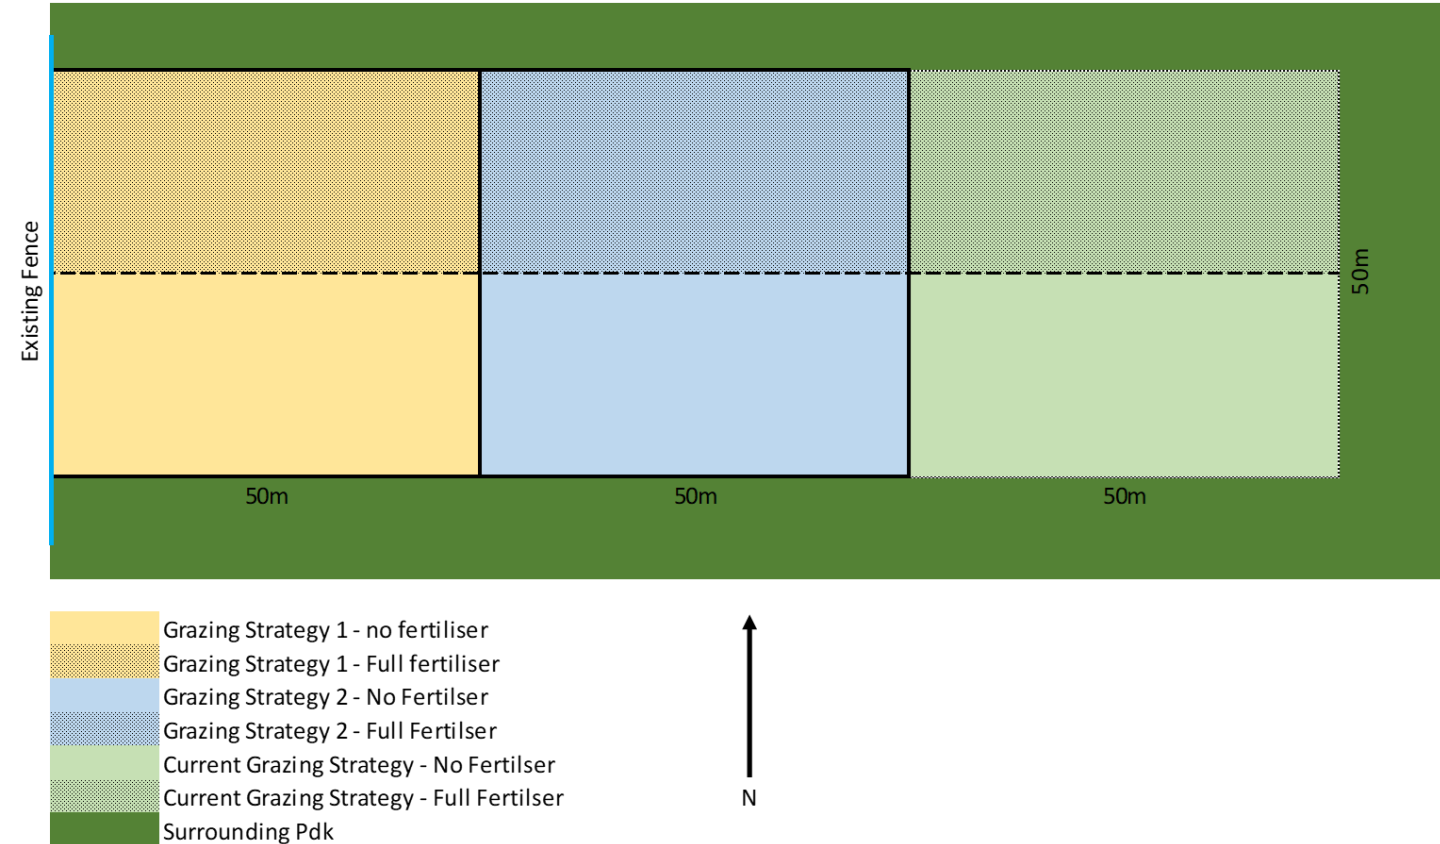 Existing Fence
50m
50m
50m
50m
Grazing Strategy 1 - no fertiliser
Grazing Strategy 1 - Full fertiliser
Grazing Strategy 2 - No Fertilser
Grazing Strategy 2 - Full Fertilser
Current Grazing Strategy - No Fertilser
Current Grazing Strategy - Full Fertilser
Surrounding Pdk
N